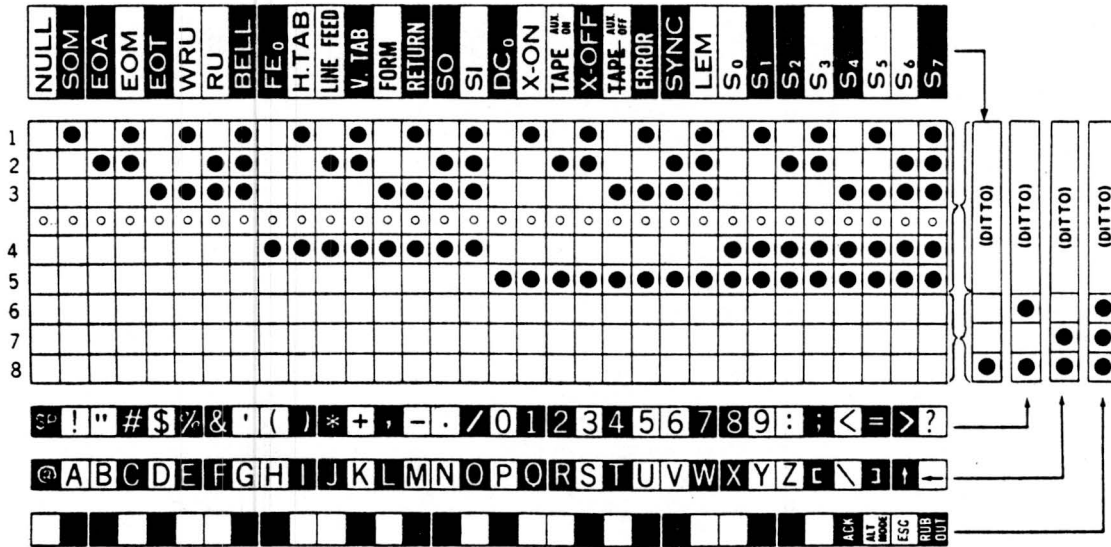 NULL SOM EOA EOM EOT WRU RU BELL FE0 H.TAB LINE FEED V. TAB FORM RETURN SO SI DC0 X-ON TAPE AUX. ON X-OFF TAPE AUX. OFF ERROR SYNC LEM S0 S1 S2 S3 S4 S5 S6 S7
1
2
3
4
5
6
7
8
(DITTO) (DITTO) (DITTO) (DITTO)
SP ! " # $ % & ' ( ) * + , - . / 0 1 2 3 4 5 6 7 8 9 : ; < = > ?
@ A B C D E F G H I J K L M N O P Q R S T U V W X Y Z [ \ ] ↑ ←
ACK ALT MODE ESC RUB OUT